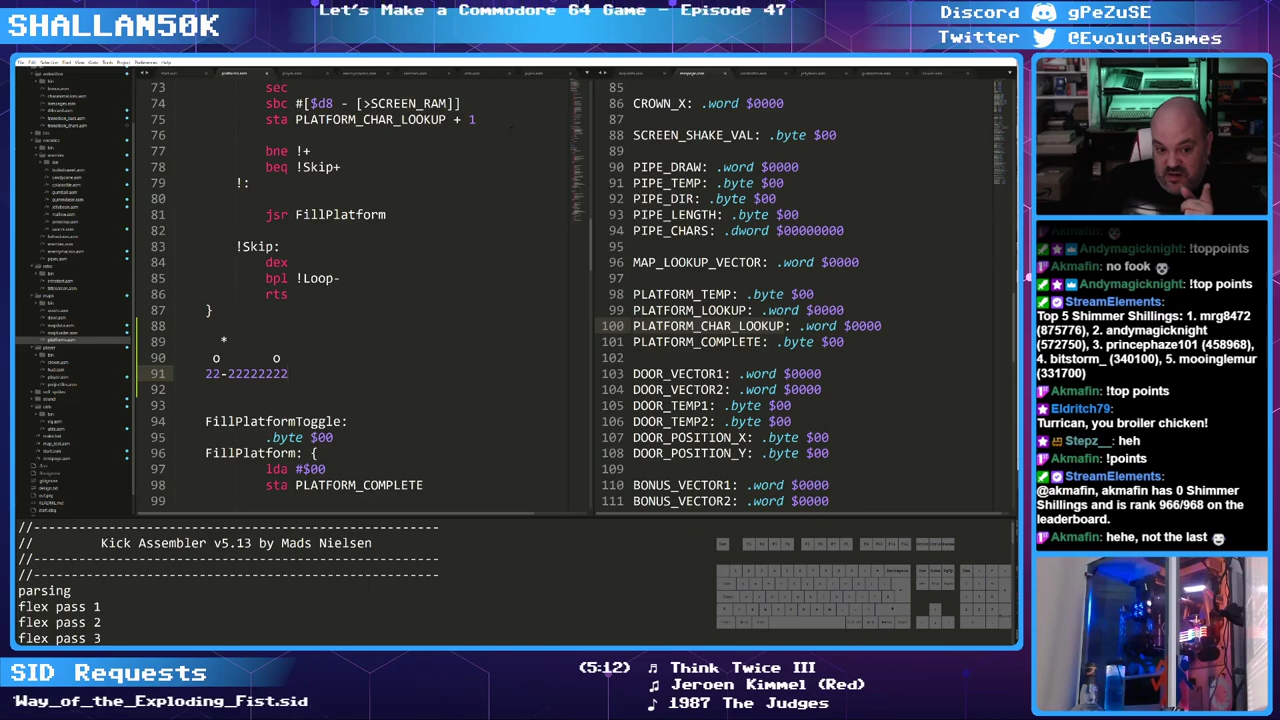 SHALLAN50K
Let's Make a Commodore 64 Game - Episode 47
Discord gPeZuSE
Twitter @EvoluteGames
73 sec
74 sbc #[$d8 - [>SCREEN_RAM]]
75 sta PLATFORM_CHAR_LOOKUP + 1
76
77 bne !+
78 beq !Skip+
79 !:
80
81 jsr FillPlatform
82
83 !Skip:
84 dex
85 bpl !Loop-
86 rts
87 }
88
89 *
90 o o
91 22-22222222
92
93
94 FillPlatformToggle:
95 .byte $00
96 FillPlatform: {
97 lda #$00
98 sta PLATFORM_COMPLETE
99
85
86 CROWN_X: .word $0000
87
88 SCREEN_SHAKE_VAL: .byte $00
89
90 PIPE_DRAW: .word $0000
91 PIPE_TEMP: .byte $00
92 PIPE_DIR: .byte $00
93 PIPE_LENGTH: .byte $00
94 PIPE_CHARS: .dword $00000000
95
96 MAP_LOOKUP_VECTOR: .word $0000
97
98 PLATFORM_TEMP: .byte $00
99 PLATFORM_LOOKUP: .word $0000
100 PLATFORM_CHAR_LOOKUP: .word $0000
101 PLATFORM_COMPLETE: .byte $00
102
103 DOOR_VECTOR1: .word $0000
104 DOOR_VECTOR2: .word $0000
105 DOOR_TEMP1: .byte $00
106 DOOR_TEMP2: .byte $00
107 DOOR_POSITION_X: .byte $00
108 DOOR_POSITION_Y: .byte $00
109
110 BONUS_VECTOR1: .word $0000
111 BONUS_VECTOR2: .word $0000
//------------------------------------------------------
// Kick Assembler v5.13 by Mads Nielsen
//------------------------------------------------------
//------------------------------------------------------
parsing
flex pass 1
flex pass 2
flex pass 3
Akmafin:
Andymagicknight: !toppoints
Akmafin: no fook
Andymagicknight: !top points
StreamElements:
Top 5 Shimmer Shillings: 1. mrg8472
(875776), 2. andymagicknight
(624975), 3. princephaze101 (458968),
4. bitstorm_ (340100), 5. mooinglemur
(331700)
Akmafin: !top points
Eldritch79:
Turrican, you broiler chicken!
Stepz__: heh
Akmafin: !points
StreamElements:
@akmafin, akmafin has 0 Shimmer
Shillings and is rank 966/968 on the
leaderboard.
Akmafin: hehe, not the last
SID Requests
Way_of_the_Exploding_Fist.sid
(5:12) Think Twice III
Jeroen Kimmel (Red)
1987 The Judges